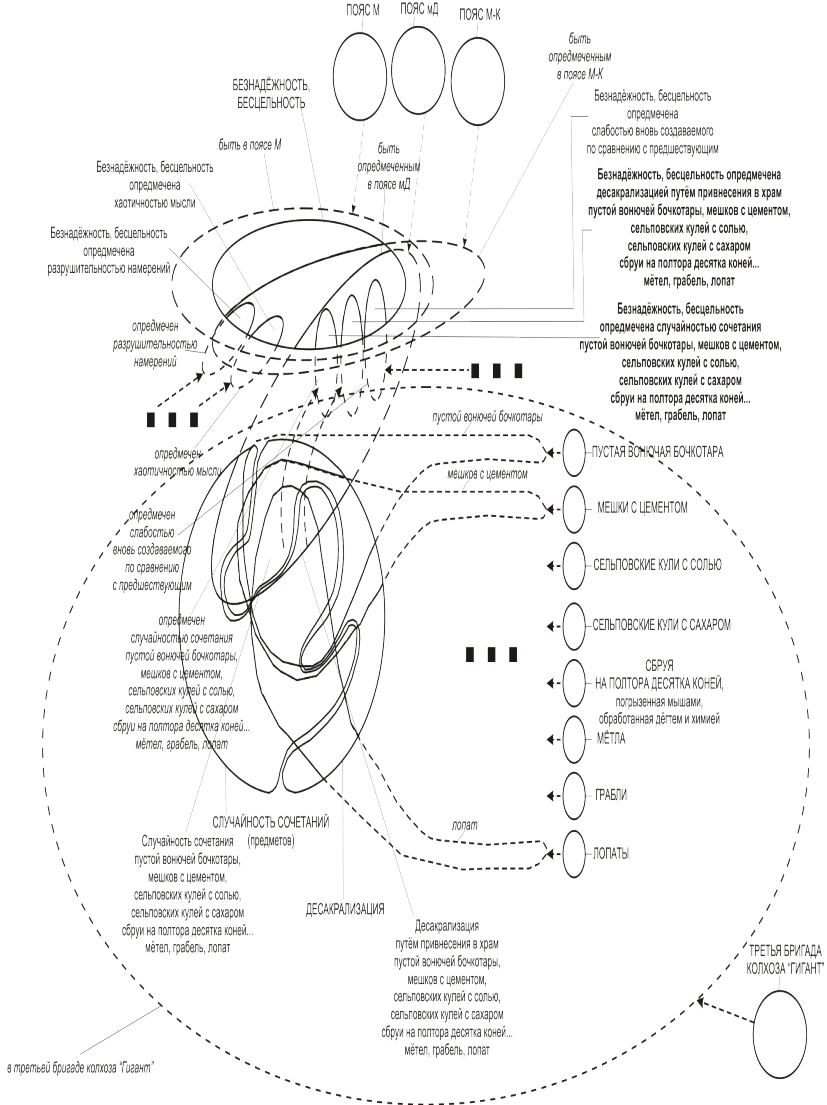 ПОЯС М
ПОЯС мД
ПОЯС М-К
быть
опредмеченным
в поясе М-К
БЕЗНАДЁЖНОСТЬ,
БЕСЦЕЛЬНОСТЬ
Безнадёжность, бесцельность
опредмечена
слабостью вновь создаваемого
по сравнению с предшествующим
быть в поясе М
быть
опредмеченным
в поясе мД
Безнадёжность, бесцельность
опредмечена
хаотичностью мысли
Безнадёжность, бесцельность опредмечена
десакрализацией путём привнесения в храм
пустой вонючей бочкотары, мешков с цементом,
сельповских кулей с солью,
сельповских кулей с сахаром
сбруи на полтора десятка коней...
мётел, грабель, лопат
Безнадёжность, бесцельность
опредмечена
разрушительностью намерений
Безнадёжность, бесцельность
опредмечена случайностью сочетания
пустой вонючей бочкотары, мешков с цементом,
сельповских кулей с солью,
сельповских кулей с сахаром
сбруи на полтора десятка коней...
мётел, грабель, лопат
опредмечен
разрушительностью
намерений
пустой вонючей бочкотары
опредмечен
хаотичностью мысли
ПУСТАЯ ВОНЮЧАЯ БОЧКОТАРА
мешков с цементом
МЕШКИ С ЦЕМЕНТОМ
опредмечен
слабостью
вновь создаваемого
по сравнению
с предшествующим
СЕЛЬПОВСКИЕ КУЛИ С СОЛЬЮ
СЕЛЬПОВСКИЕ КУЛИ С САХАРОМ
опредмечен
случайностью сочетания
пустой вонючей бочкотары,
мешков с цементом,
сельповских кулей с солью,
сельповских кулей с сахаром
сбруи на полтора десятка коней...
мётел, грабель, лопат
СБРУЯ
НА ПОЛТОРА ДЕСЯТКА КОНЕЙ,
погрызенная мышами,
обработанная дёгтем и химией
МЁТЛА
ГРАБЛИ
лопат
ЛОПАТЫ
СЛУЧАЙНОСТЬ СОЧЕТАНИЙ
(предметов)
Случайность сочетания
пустой вонючей бочкотары,
мешков с цементом,
сельповских кулей с солью,
сельповских кулей с сахаром
сбруи на полтора десятка коней...
мётел, грабель, лопат
ДЕСАКРАЛИЗАЦИЯ
Десакрализация
путём привнесения в храм
пустой вонючей бочкотары,
мешков с цементом,
сельповских кулей с солью,
сельповских кулей с сахаром
сбруи на полтора десятка коней...
мётел, грабель, лопат
ТРЕТЬЯ БРИГАДА
КОЛХОЗА "ГИГАНТ"
в третьей бригаде колхоза "Гигант"